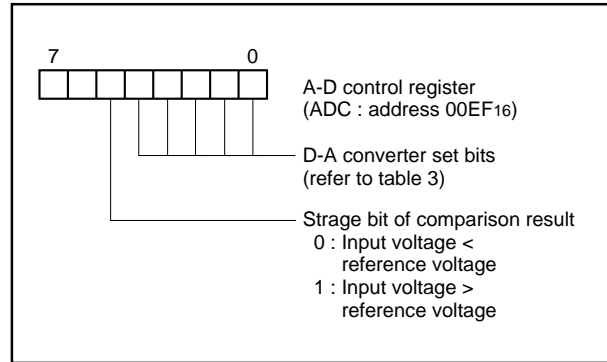 7 0
A-D control register
(ADC : address 00EF16)
D-A converter set bits
(refer to table 3)
Strage bit of comparison result
0 : Input voltage <
reference voltage
1 : Input voltage >
reference voltage